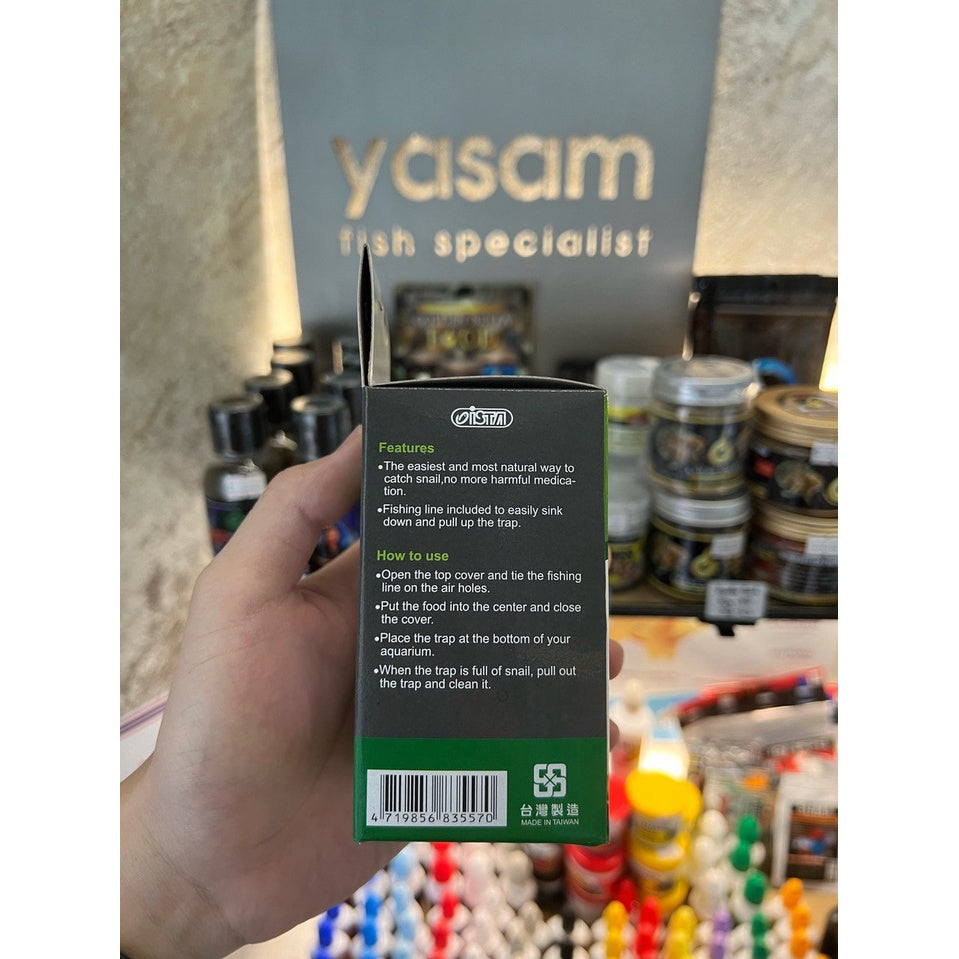 yasam
fish specialist
iSTA
Features
•The easiest and most natural way to
catch snail,no more harmful medica-
tion.
•Fishing line included to easily sink
down and pull up the trap.
How to use
•Open the top cover and tie the fishing
line on the air holes.
•Put the food into the center and close
the cover.
•Place the trap at the bottom of your
aquarium.
•When the trap is full of snail, pull out
the trap and clean it.
4 719856 835570
台灣製造
MADE IN TAIWAN